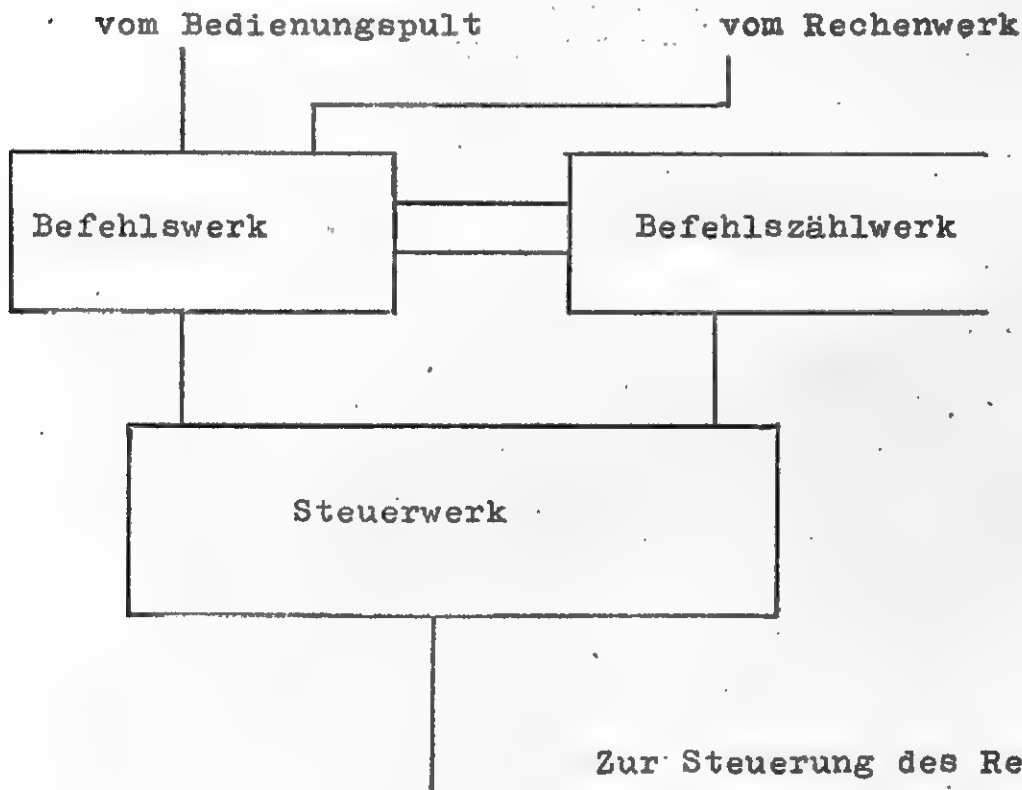 vom Bedienungspult vom Rechenwerk
Befehlswerk Befehlszählwerk
Steuerwerk
Zur Steuerung des Re